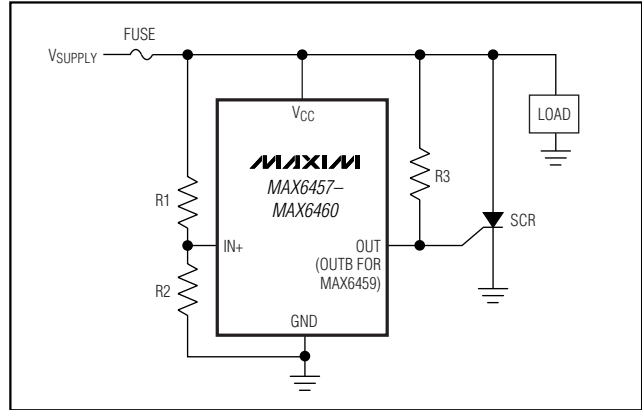 FUSE
VSUPPLY
VCC
LOAD
MAXIM
MAX6457–
MAX6460
R3
R1
SCR
IN+
OUT
(OUTB FOR
MAX6459)
R2
GND